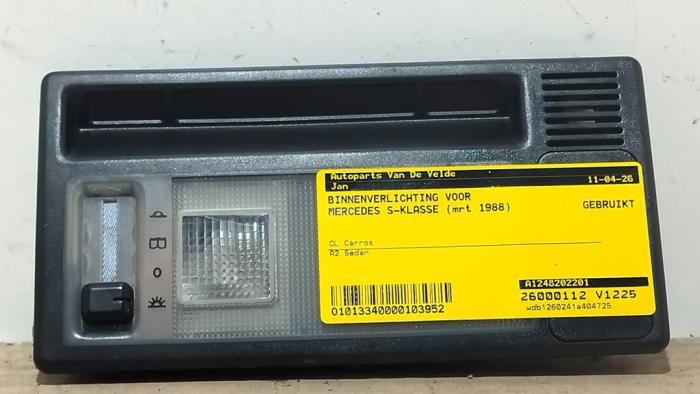 Autoparts Van De Velde
Jan 11-04-26
BINNENVERLICHTING VOOR
MERCEDES S-KLASSE (mrt 1988) GEBRUIKT
CL Carros
A2 Sedan
A1248202201
26000112 V1225
01013340000103952
wdb1260241a404725